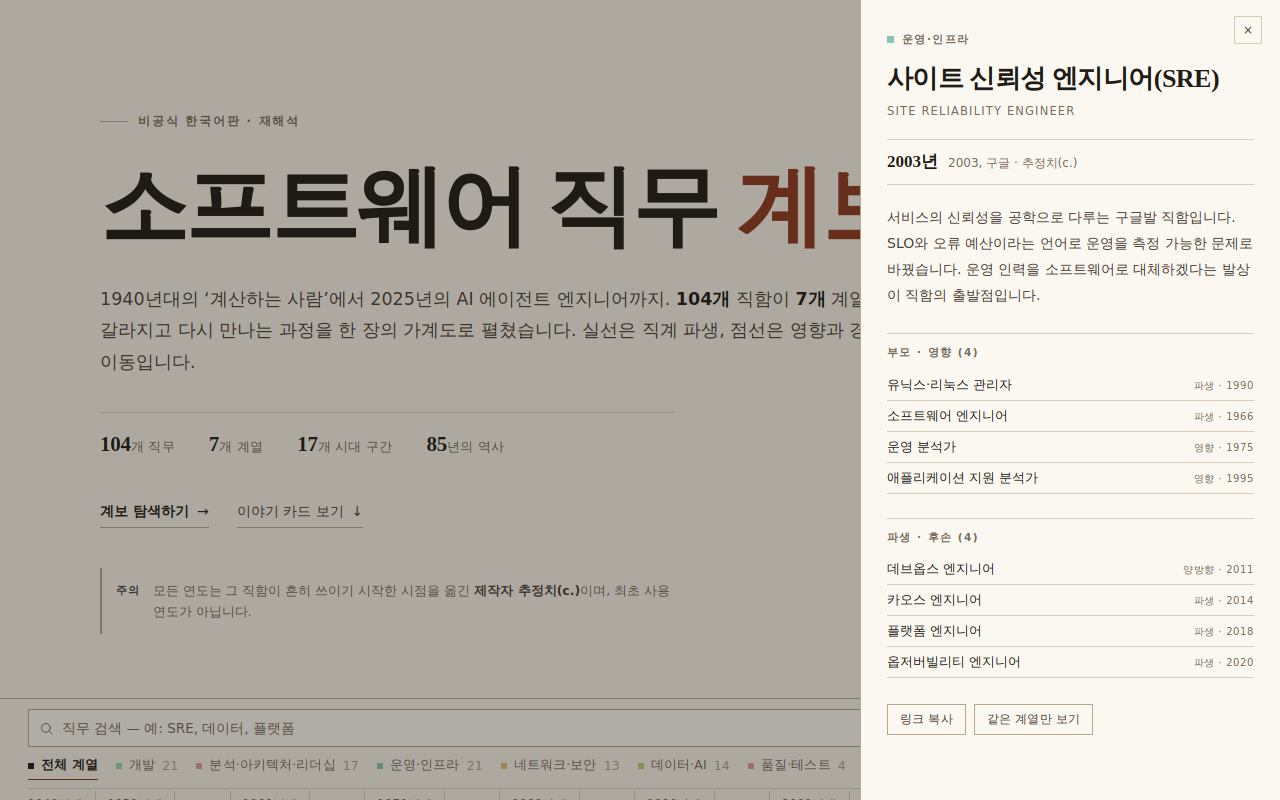 비공식 한국어판 · 재해석
소프트웨어 직무 계보
1940년대의 ‘계산하는 사람’에서 2025년의 AI 에이전트 엔지니어까지. 104개 직함이 7개 계열
갈라지고 다시 만나는 과정을 한 장의 가계도로 펼쳤습니다. 실선은 직계 파생, 점선은 영향과
이동입니다.
104개 직무 7개 계열 17개 시대 구간 85년의 역사
계보 탐색하기 → 이야기 카드 보기 ↓
주의 모든 연도는 그 직함이 흔히 쓰이기 시작한 시점을 옮긴 제작자 추정치(c.)이며, 최초 사용
연도가 아닙니다.
직무 검색 — 예: SRE, 데이터, 플랫폼
전체 계열 개발 21 분석·아키텍처·리더십 17 운영·인프라 21 네트워크·보안 13 데이터·AI 14 품질·테스트 4
×
운영·인프라
사이트 신뢰성 엔지니어(SRE)
SITE RELIABILITY ENGINEER
2003년 2003, 구글 · 추정치(c.)
서비스의 신뢰성을 공학으로 다루는 구글발 직함입니다.
SLO와 오류 예산이라는 언어로 운영을 측정 가능한 문제로
바꿨습니다. 운영 인력을 소프트웨어로 대체하겠다는 발상
이 직함의 출발점입니다.
부모 · 영향 (4)
유닉스·리눅스 관리자 파생 · 1990
소프트웨어 엔지니어 파생 · 1966
운영 분석가 영향 · 1975
애플리케이션 지원 분석가 영향 · 1995
파생 · 후손 (4)
데브옵스 엔지니어 양방향 · 2011
카오스 엔지니어 파생 · 2014
플랫폼 엔지니어 파생 · 2018
옵저버빌리티 엔지니어 파생 · 2020
링크 복사 같은 계열만 보기